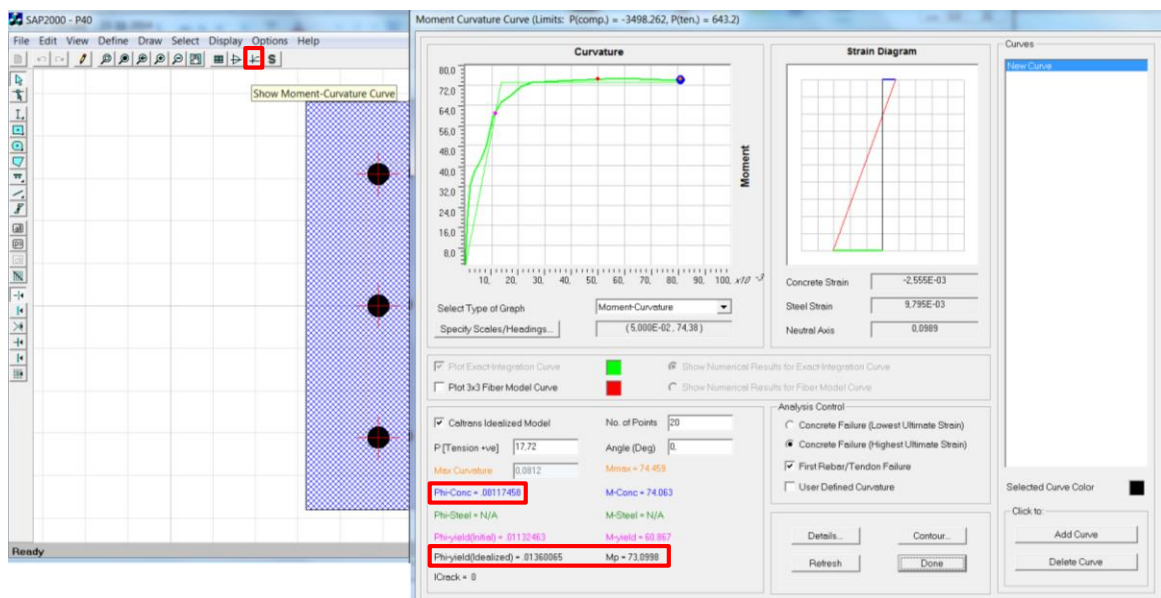 SAP2000 - P40
File Edit View Define Draw Select Display Options Help
Show Moment-Curvature Curve
Ready
Moment Curvature Curve (Limits: P(comp.) = -3498.262, P(ten.) = 643.2)
Curvature
80,0
72,0
64,0
56,0
48,0
40,0
32,0
24,0
16,0
8,0
10, 20, 30, 40, 50, 60, 70, 80, 90, 100, x10 -3
Moment
Select Type of Graph Moment-Curvature
Specify Scales/Headings... (5,000E-02 , 74,38)
Strain Diagram
Concrete Strain -2,555E-03
Steel Strain 9,795E-03
Neutral Axis 0,0989
Plot Exact-Integration Curve Show Numerical Results for Exact-Integration Curve
Plot 3x3 Fiber Model Curve Show Numerical Results for Fiber Model Curve
Caltrans Idealized Model No. of Points 20
P [Tension +ve] 17,72 Angle (Deg) 0,
Max Curvature 0,0812 Mmax = 74.459
Phi-Conc = .08117458 M-Conc = 74.063
Phi-Steel = N/A M-Steel = N/A
Phi-yield(Initial) = .01132463 M-yield = 60.867
Phi-yield(Idealized) = .01360065 Mp = 73.0998
ICrack = 0
Analysis Control
Concrete Failure (Lowest Ultimate Strain)
Concrete Failure (Highest Ultimate Strain)
First Rebar/Tendon Failure
User Defined Curvature
Details... Contour...
Refresh Done
Curves
New Curve
Selected Curve Color
Click to:
Add Curve
Delete Curve